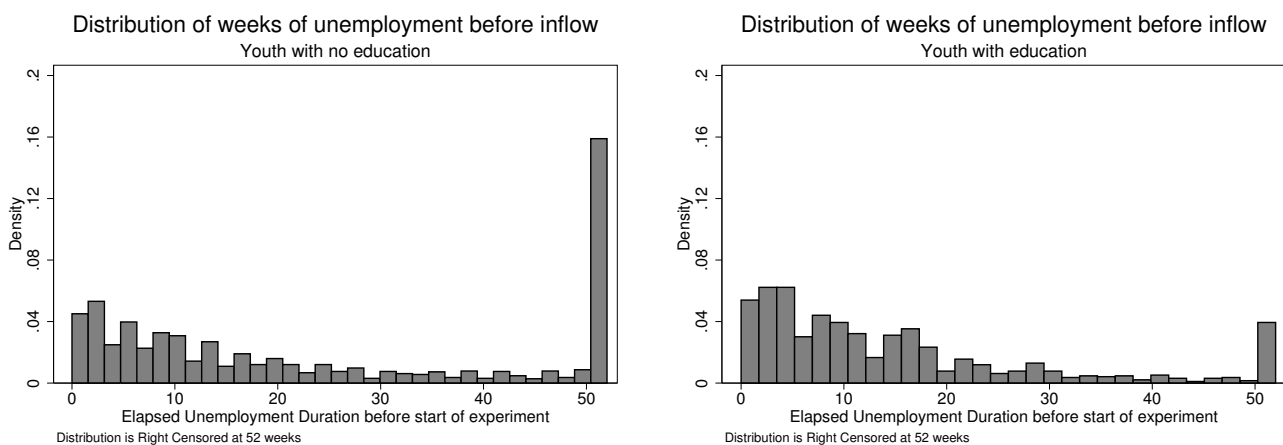 Distribution of weeks of unemployment before inflow
Youth with no education
.2
.16
.12
.08
.04
0
Density
0 10 20 30 40 50
Elapsed Unemployment Duration before start of experiment
Distribution is Right Censored at 52 weeks
Distribution of weeks of unemployment before inflow
Youth with education
.2
.16
.12
.08
.04
0
Density
0 10 20 30 40 50
Elapsed Unemployment Duration before start of experiment
Distribution is Right Censored at 52 weeks